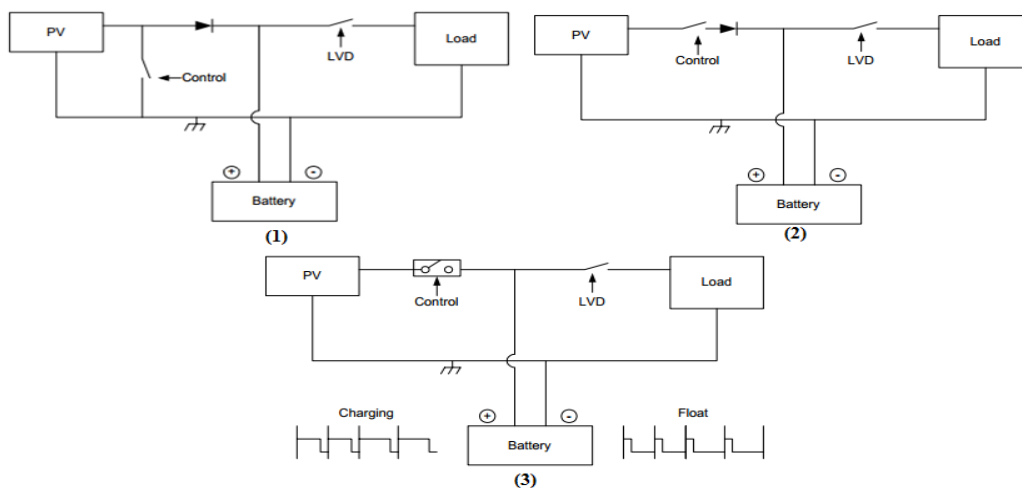 PV
Load
LVD
Control
+
-
Battery
(1)
PV
Load
Control
LVD
+
-
Battery
(2)
PV
Load
Control
LVD
Charging
+
-
Float
Battery
(3)